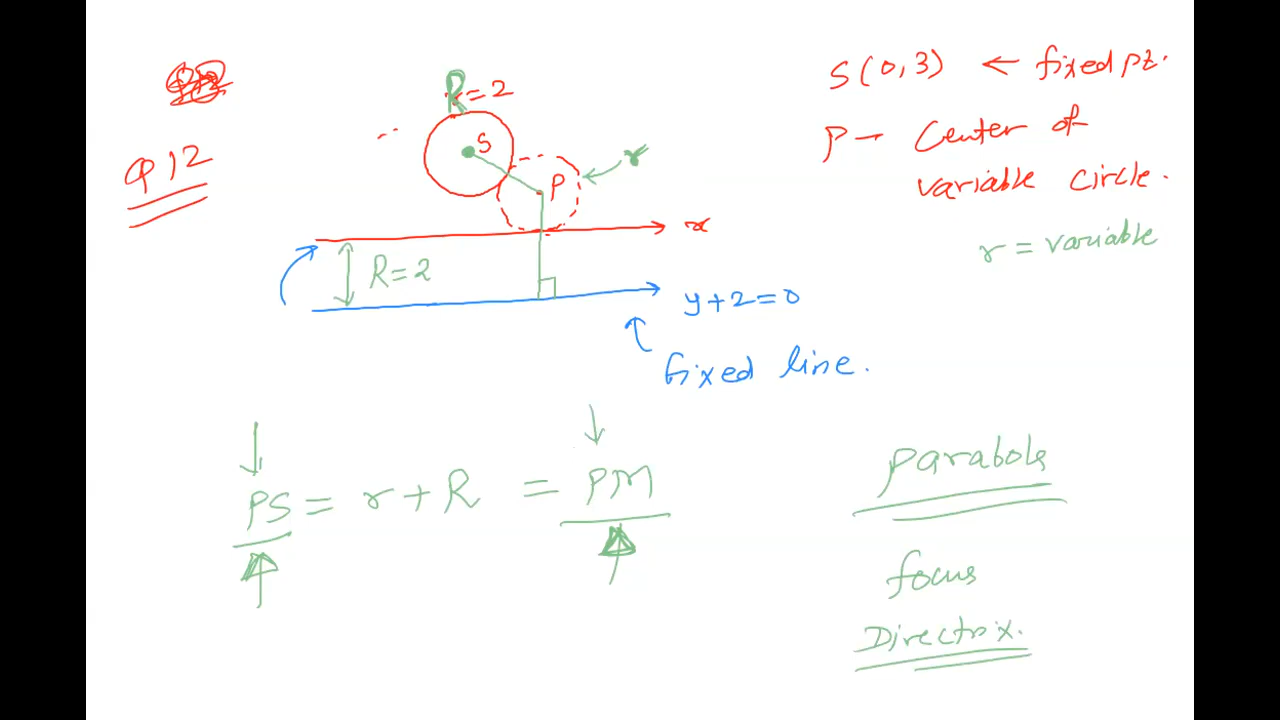 Q12
R=2
S
P
r
x
R=2
y+2=0
fixed line.
S(0,3) ← fixed pt.
P → Center of
variable circle.
r = variable
PS = r+R = PM
Parabola
focus
Directrix.